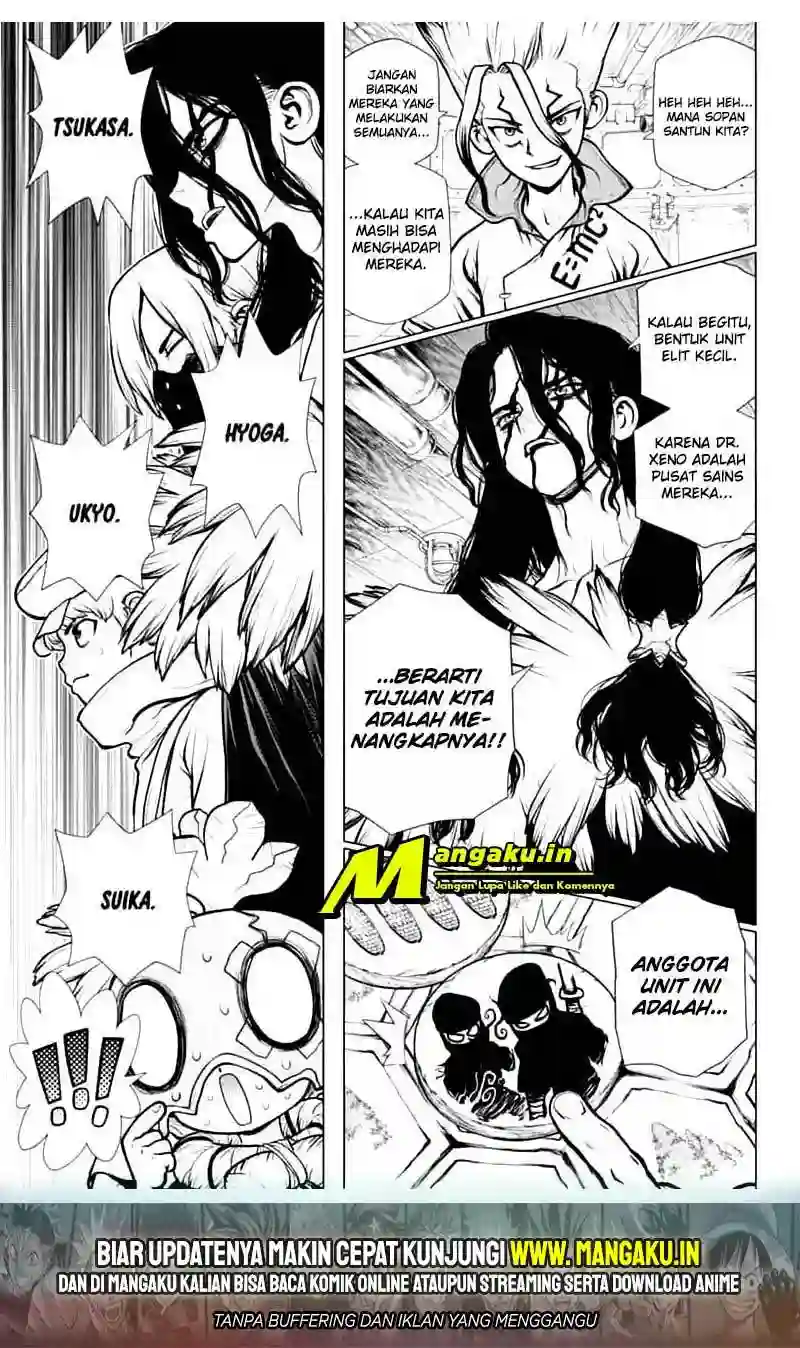 HEH HEH HEH...
MANA SOPAN
SANTUN KITA?
JANGAN
BIARKAN
MEREKA YANG
MELAKUKAN
SEMUANYA...
...KALAU KITA
MASIH BISA
MENGHADAPI
MEREKA.
E=MC²
KALAU BEGITU,
BENTUK UNIT
ELIT KECIL.
KARENA DR.
XENO ADALAH
PUSAT SAINS
MEREKA...
...BERARTI
TUJUAN KITA
ADALAH ME-
NANGKAPNYA!!
Mangaku.in
Jangan Lupa Like dan Komennya
ANGGOTA
UNIT INI
ADALAH...
TSUKASA.
HYOGA.
UKYO.
SUIKA.
!!!
BIAR UPDATENYA MAKIN CEPAT KUNJUNGI WWW. MANGAKU.IN
DAN DI MANGAKU KALIAN BISA BACA KOMIK ONLINE ATAUPUN STREAMING SERTA DOWNLOAD ANIME
TANPA BUFFERING DAN IKLAN YANG MENGGANGU